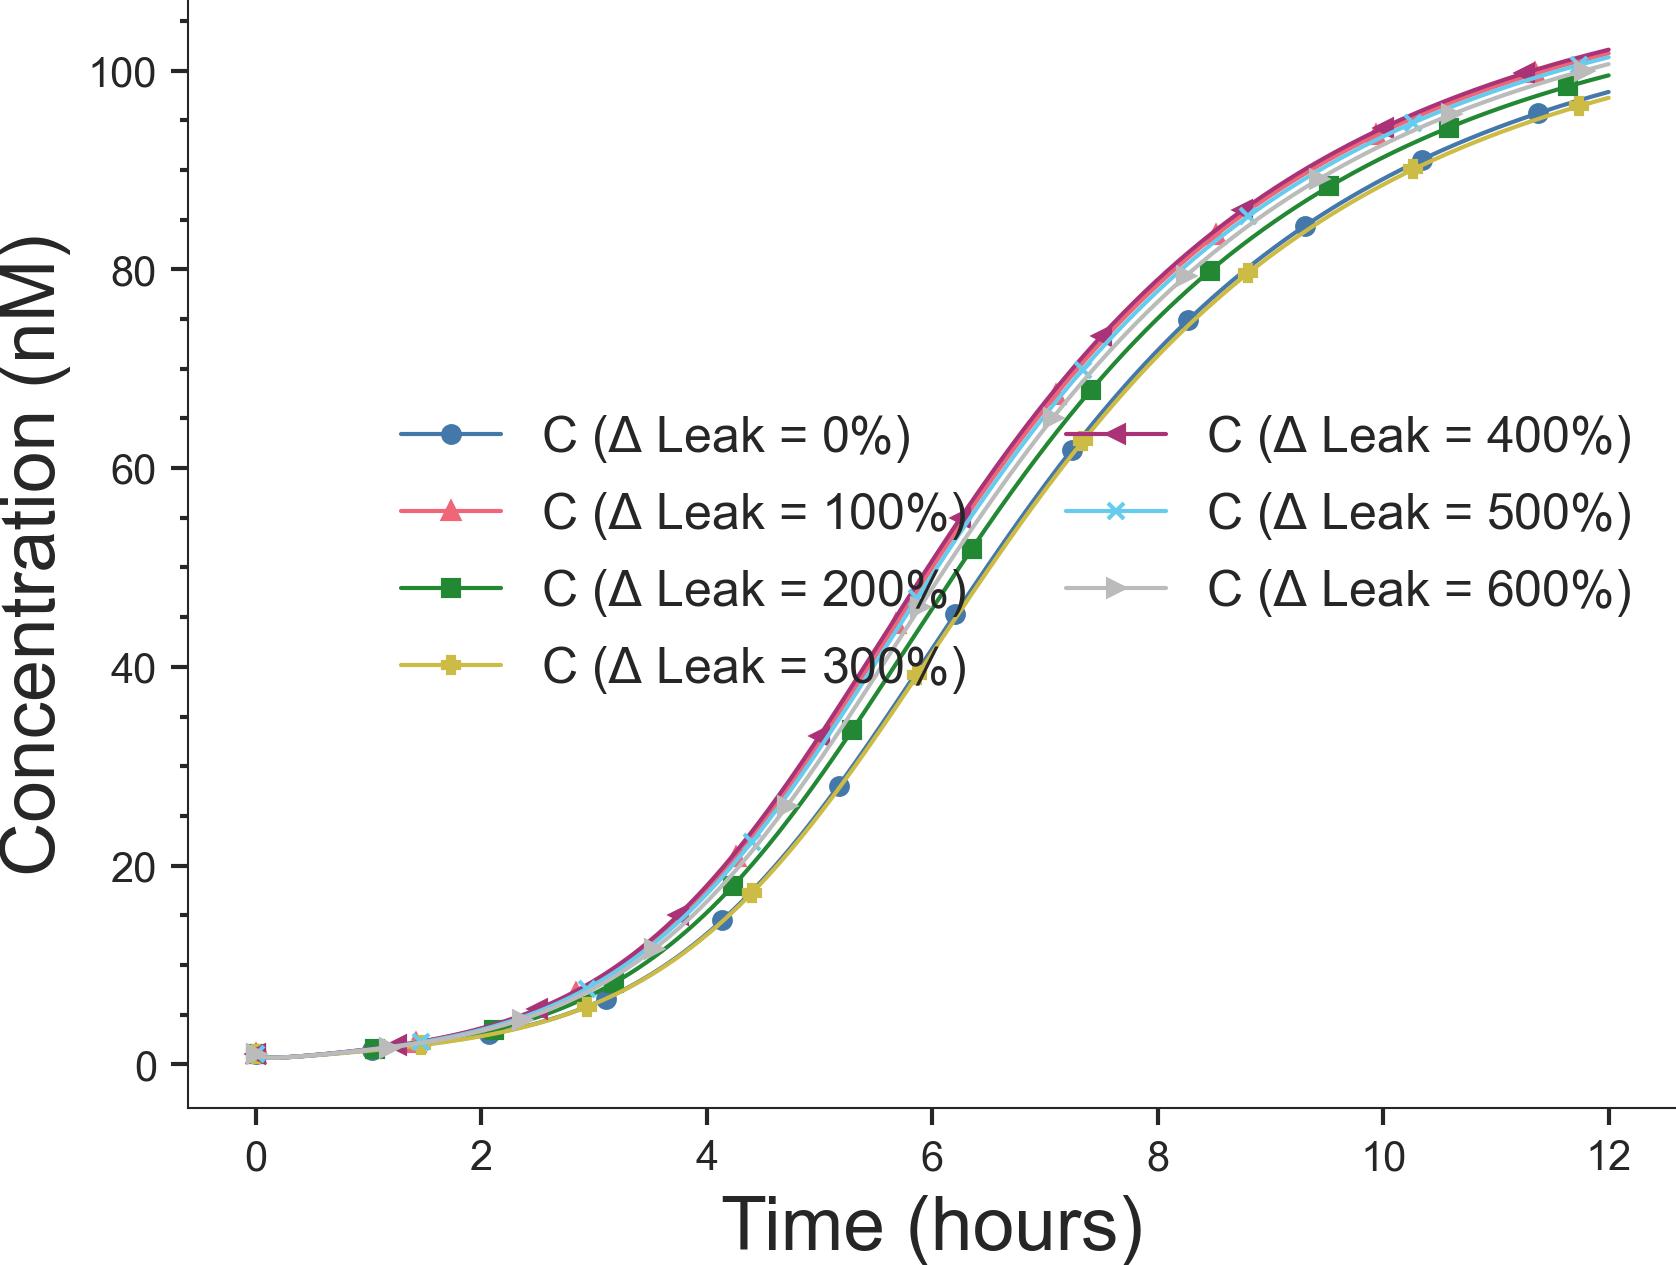 100
80
60
40
20
0
Concentration (nM)
C (Δ Leak = 0%)
C (Δ Leak = 100%)
C (Δ Leak = 200%)
C (Δ Leak = 300%)
C (Δ Leak = 400%)
C (Δ Leak = 500%)
C (Δ Leak = 600%)
0 2 4 6 8 10 12
Time (hours)